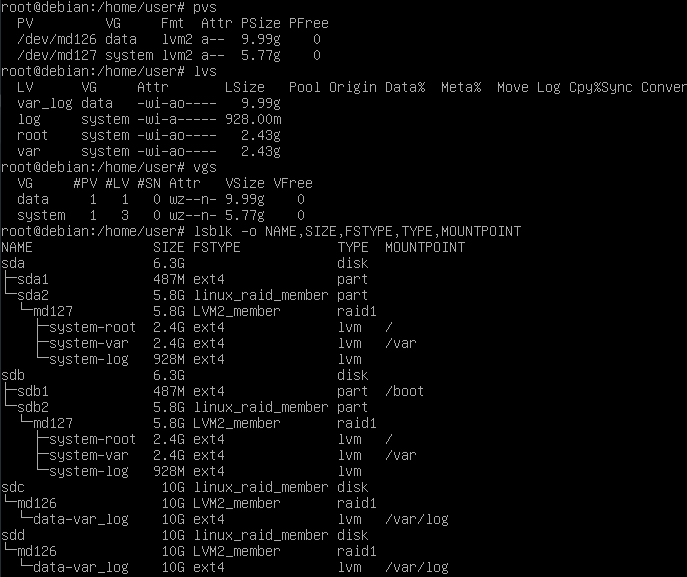 root@debian:/home/user# pvs
  PV         VG     Fmt  Attr PSize PFree
  /dev/md126 data   lvm2 a--  9.99g    0
  /dev/md127 system lvm2 a--  5.77g    0
root@debian:/home/user# lvs
  LV      VG     Attr       LSize   Pool Origin Data%  Meta%  Move Log Cpy%Sync Conver
  var_log data   -wi-ao----   9.99g
  log     system -wi-a----- 928.00m
  root    system -wi-ao----   2.43g
  var     system -wi-ao----   2.43g
root@debian:/home/user# vgs
  VG     #PV #LV #SN Attr   VSize VFree
  data     1   1   0 wz--n- 9.99g    0
  system   1   3   0 wz--n- 5.77g    0
root@debian:/home/user# lsblk -o NAME,SIZE,FSTYPE,TYPE,MOUNTPOINT
NAME                SIZE FSTYPE            TYPE  MOUNTPOINT
sda                 6.3G                   disk
├─sda1              487M ext4              part
└─sda2              5.8G linux_raid_member part
  └─md127           5.8G LVM2_member       raid1
    ├─system-root   2.4G ext4              lvm   /
    ├─system-var    2.4G ext4              lvm   /var
    └─system-log    928M ext4              lvm
sdb                 6.3G                   disk
├─sdb1              487M ext4              part  /boot
└─sdb2              5.8G linux_raid_member part
  └─md127           5.8G LVM2_member       raid1
    ├─system-root   2.4G ext4              lvm   /
    ├─system-var    2.4G ext4              lvm   /var
    └─system-log    928M ext4              lvm
sdc                  10G linux_raid_member disk
└─md126              10G LVM2_member       raid1
  └─data-var_log     10G ext4              lvm   /var/log
sdd                  10G linux_raid_member disk
└─md126              10G LVM2_member       raid1
  └─data-var_log     10G ext4              lvm   /var/log